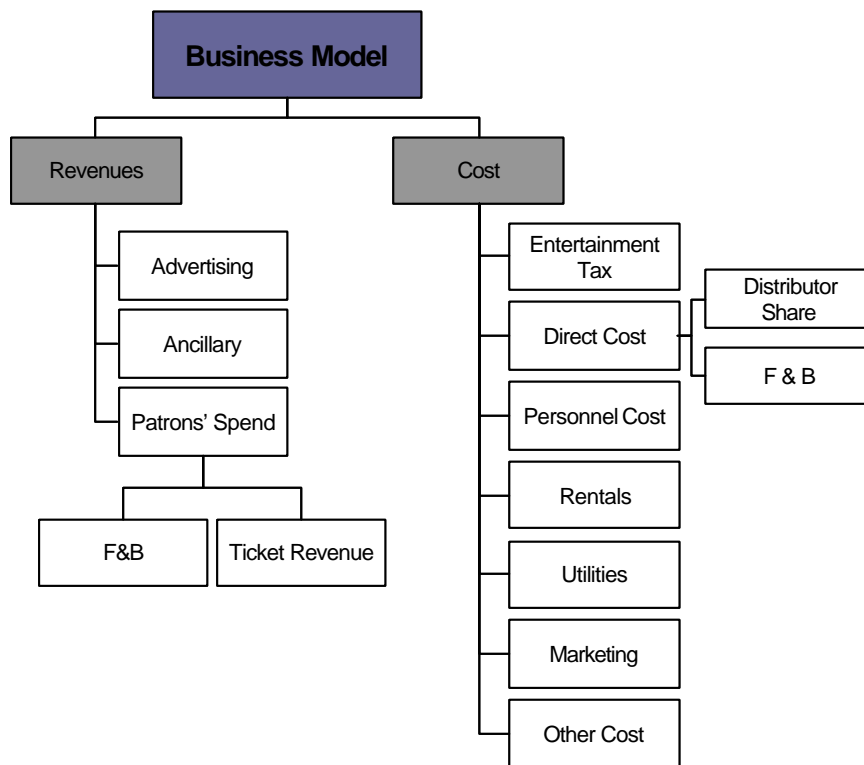 Business Model
Revenues
Cost
Advertising
Ancillary
Patrons’ Spend
F&B
Ticket Revenue
Entertainment
Tax
Direct Cost
Distributor
Share
F & B
Personnel Cost
Rentals
Utilities
Marketing
Other Cost